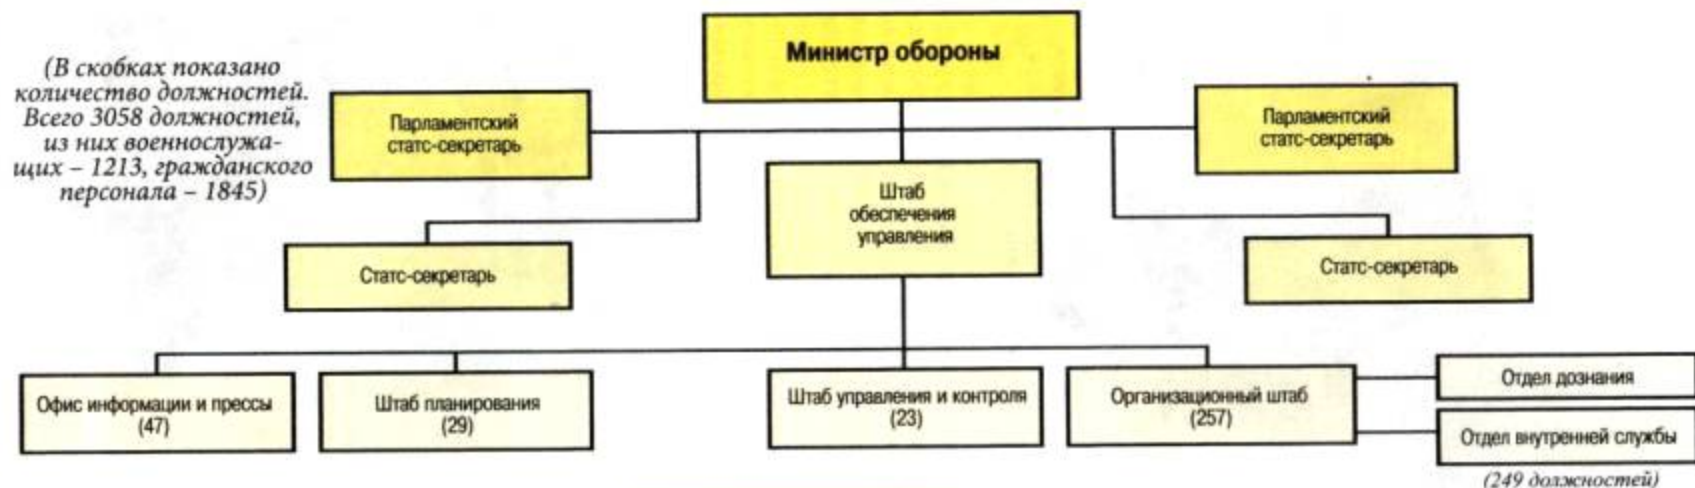 Министр обороны
(В скобках показано
количество должностей.
Всего 3058 должностей,
из них военнослужа-
щих – 1213, гражданского
персонала – 1845)
Парламентский
статс-секретарь
Парламентский
статс-секретарь
Штаб
обеспечения
управления
Статс-секретарь
Статс-секретарь
Офис информации и прессы
(47)
Штаб планирования
(29)
Штаб управления и контроля
(23)
Организационный штаб
(257)
Отдел дознания
Отдел внутренней службы
(249 должностей)